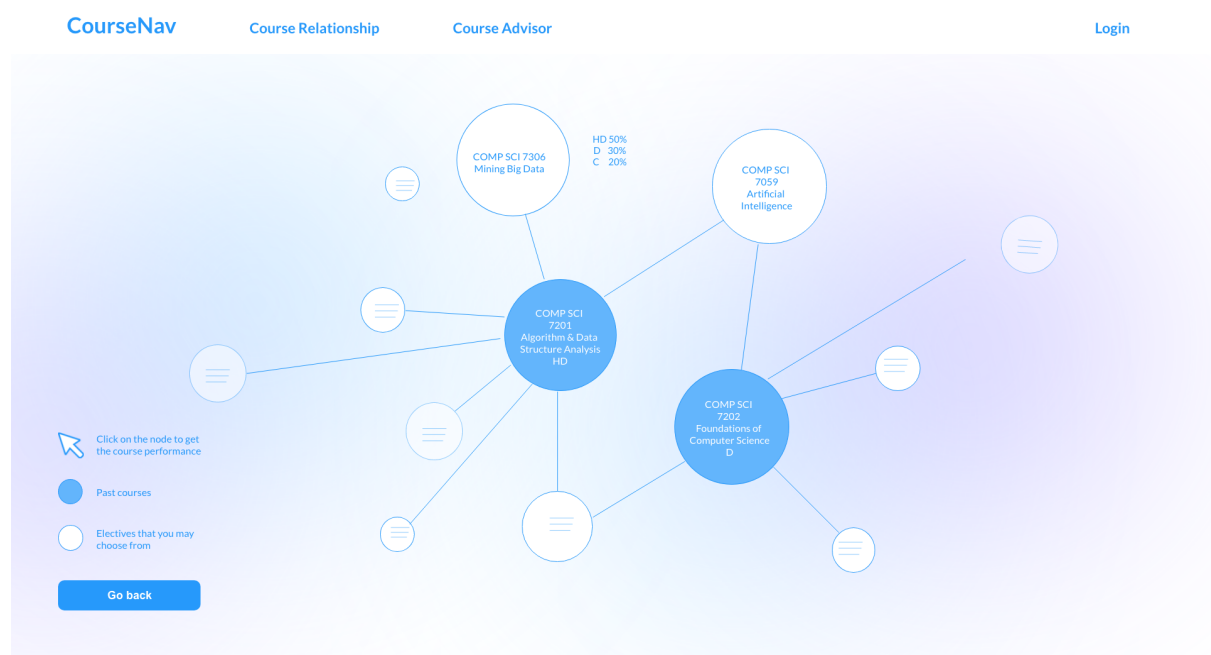 CourseNav
Course Relationship
Course Advisor
Login
COMP SCI 7306
Mining Big Data
HD 50%
D 30%
C 20%
COMP SCI
7059
Artificial
Intelligence
COMP SCI
7201
Algorithm & Data
Structure Analysis
HD
COMP SCI
7202
Foundations of
Computer Science
D
Click on the node to get
the course performance
Past courses
Electives that you may
choose from
Go back